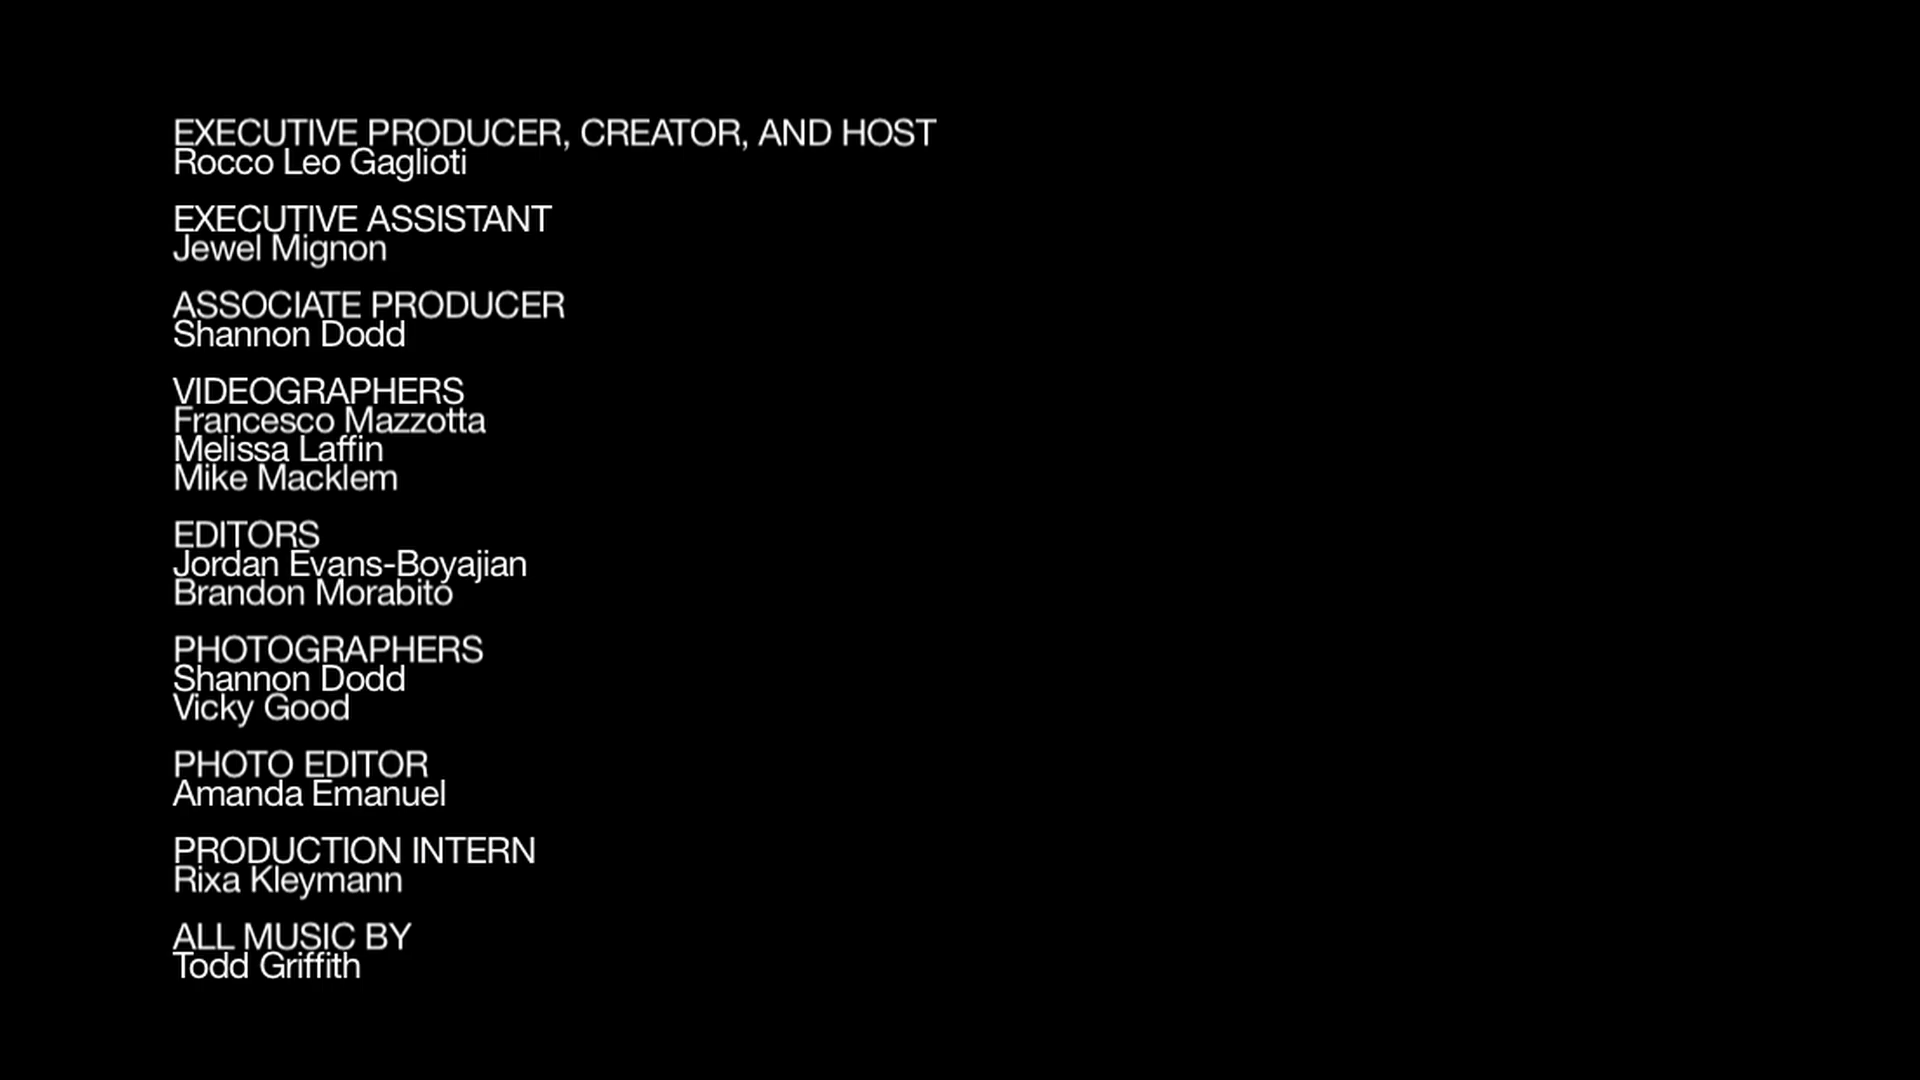 EXECUTIVE PRODUCER, CREATOR, AND HOST
Rocco Leo Gaglioti
EXECUTIVE ASSISTANT
Jewel Mignon
ASSOCIATE PRODUCER
Shannon Dodd
VIDEOGRAPHERS
Francesco Mazzotta
Melissa Laffin
Mike Macklem
EDITORS
Jordan Evans-Boyajian
Brandon Morabito
PHOTOGRAPHERS
Shannon Dodd
Vicky Good
PHOTO EDITOR
Amanda Emanuel
PRODUCTION INTERN
Rixa Kleymann
ALL MUSIC BY
Todd Griffith